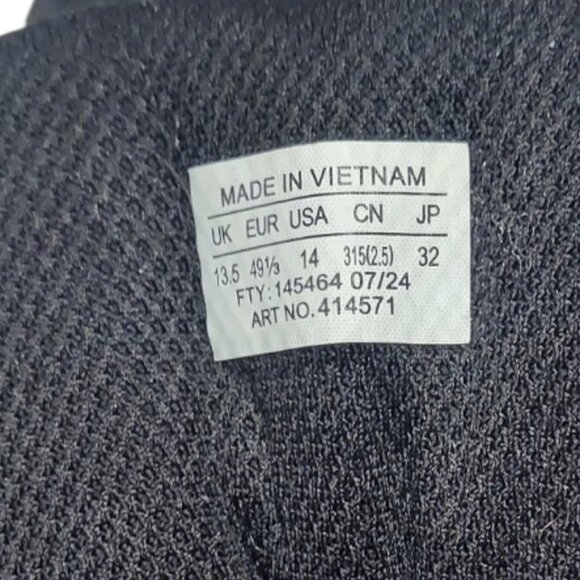 MADE IN VIETNAM
UK EUR USA CN JP
13.5 49⅓ 14 315(2.5) 32
FTY: 145464 07/24
ART NO. 414571